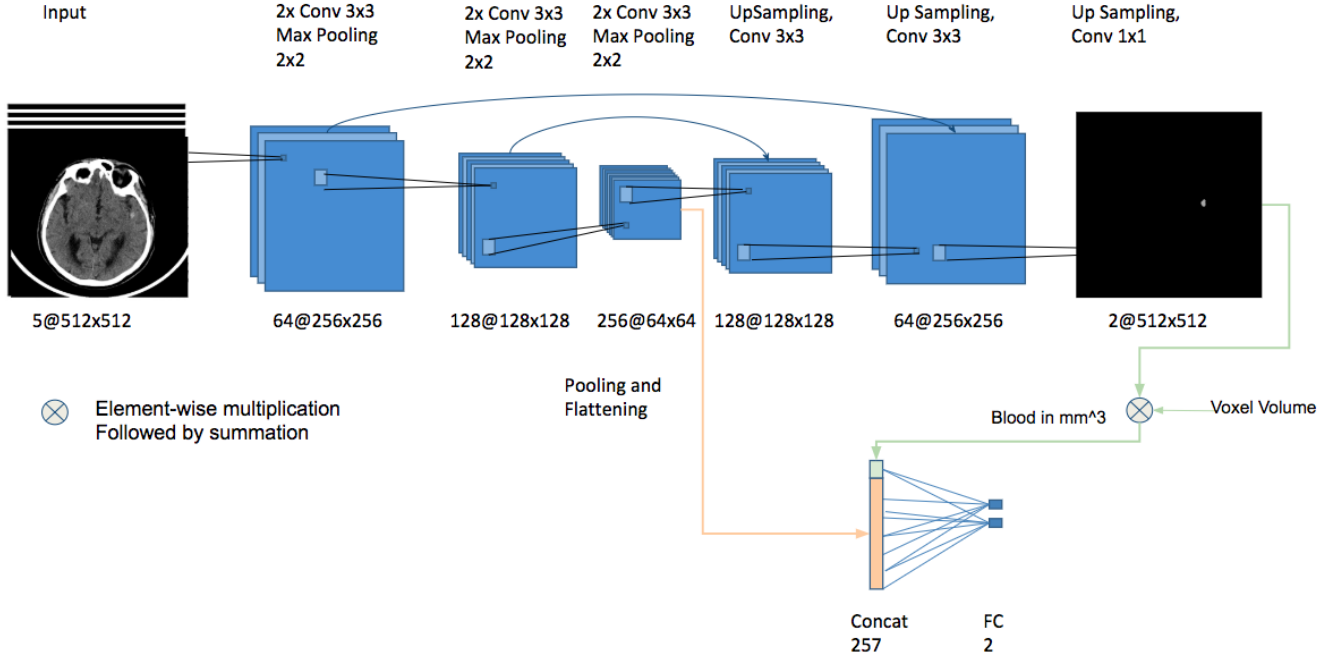 Input
2x Conv 3x3
Max Pooling
2x2
2x Conv 3x3
Max Pooling
2x2
2x Conv 3x3
Max Pooling
2x2
UpSampling,
Conv 3x3
Up Sampling,
Conv 3x3
Up Sampling,
Conv 1x1
5@512x512
64@256x256
128@128x128
256@64x64
128@128x128
64@256x256
2@512x512
Pooling and
Flattening
Element-wise multiplication
Followed by summation
Blood in mm^3
Voxel Volume
Concat
257
FC
2